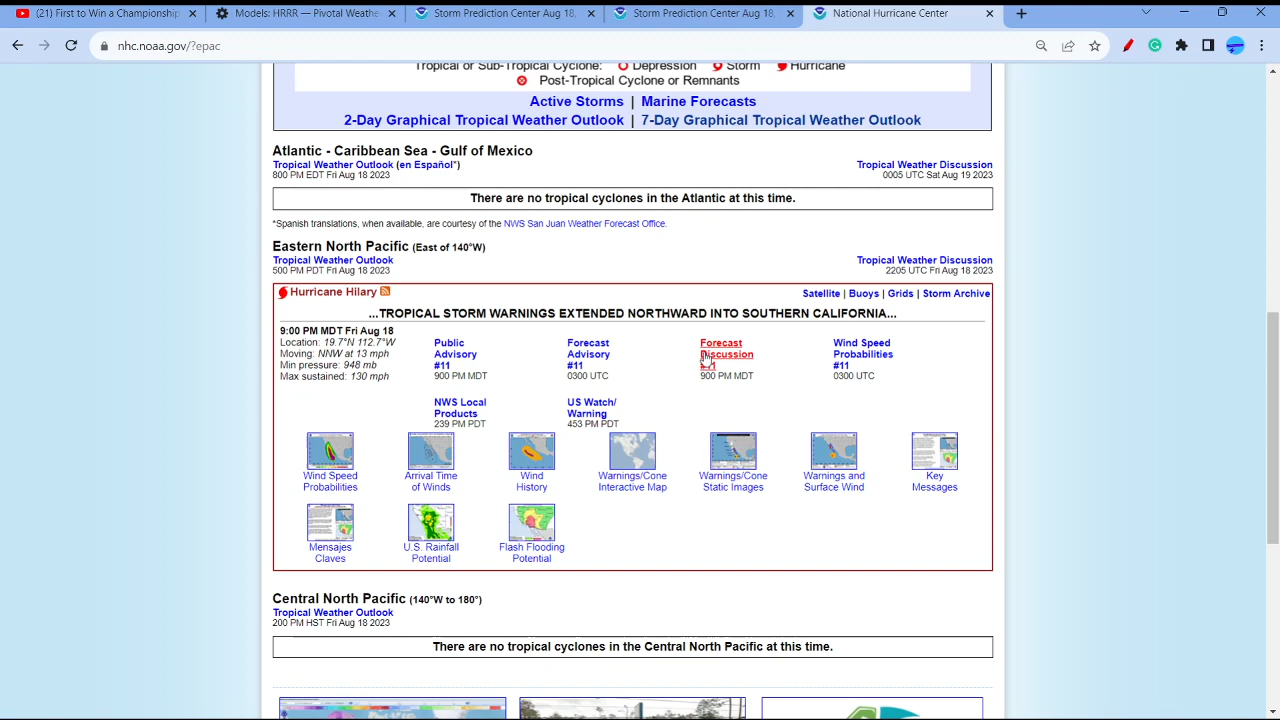 (21) First to Win a Championship
Models: HRRR — Pivotal Weather
Storm Prediction Center Aug 18,
Storm Prediction Center Aug 18,
National Hurricane Center
nhc.noaa.gov/?epac
Tropical or Sub-Tropical Cyclone: Depression Storm Hurricane
Post-Tropical Cyclone or Remnants
Active Storms | Marine Forecasts
2-Day Graphical Tropical Weather Outlook | 7-Day Graphical Tropical Weather Outlook
Atlantic - Caribbean Sea - Gulf of Mexico
Tropical Weather Outlook (en Español*) Tropical Weather Discussion
800 PM EDT Fri Aug 18 2023 0005 UTC Sat Aug 19 2023
There are no tropical cyclones in the Atlantic at this time.
*Spanish translations, when available, are courtesy of the NWS San Juan Weather Forecast Office.
Eastern North Pacific (East of 140°W)
Tropical Weather Outlook Tropical Weather Discussion
500 PM PDT Fri Aug 18 2023 2205 UTC Fri Aug 18 2023
Hurricane Hilary Satellite | Buoys | Grids | Storm Archive
...TROPICAL STORM WARNINGS EXTENDED NORTHWARD INTO SOUTHERN CALIFORNIA...
9:00 PM MDT Fri Aug 18
Location: 19.7°N 112.7°W
Moving: NNW at 13 mph
Min pressure: 948 mb
Max sustained: 130 mph
Public
Advisory
#11
900 PM MDT
Forecast
Advisory
#11
0300 UTC
Forecast
Discussion
#11
900 PM MDT
Wind Speed
Probabilities
#11
0300 UTC
NWS Local
Products
239 PM PDT
US Watch/
Warning
453 PM PDT
Wind Speed
Probabilities
Arrival Time
of Winds
Wind
History
Warnings/Cone
Interactive Map
Warnings/Cone
Static Images
Warnings and
Surface Wind
Key
Messages
Mensajes
Claves
U.S. Rainfall
Potential
Flash Flooding
Potential
Central North Pacific (140°W to 180°)
Tropical Weather Outlook
200 PM HST Fri Aug 18 2023
There are no tropical cyclones in the Central North Pacific at this time.